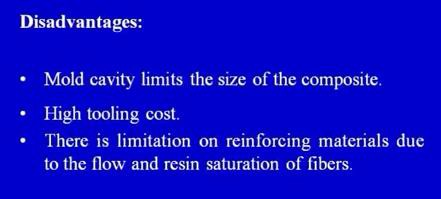 Disadvantages:
• Mold cavity limits the size of the composite.
• High tooling cost.
• There is limitation on reinforcing materials due
to the flow and resin saturation of fibers.